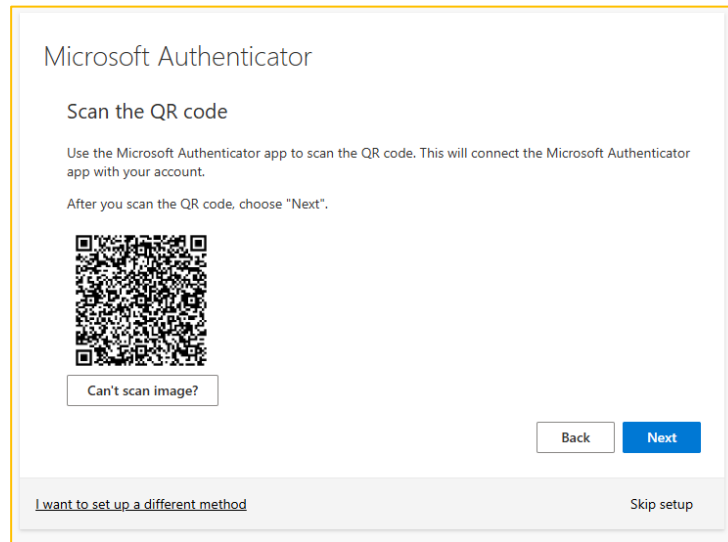 Microsoft Authenticator
Scan the QR code
Use the Microsoft Authenticator app to scan the QR code. This will connect the Microsoft Authenticator
app with your account.
After you scan the QR code, choose "Next".
Can't scan image?
Back
Next
I want to set up a different method
Skip setup